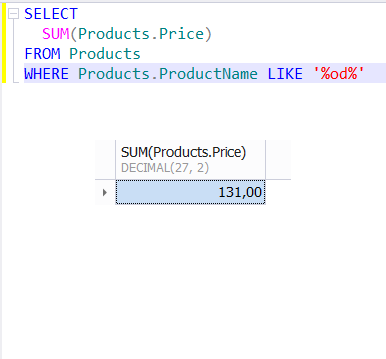 SELECT
SUM(Products.Price)
FROM Products
WHERE Products.ProductName LIKE '%od%'
SUM(Products.Price)
DECIMAL(27, 2)
131,00